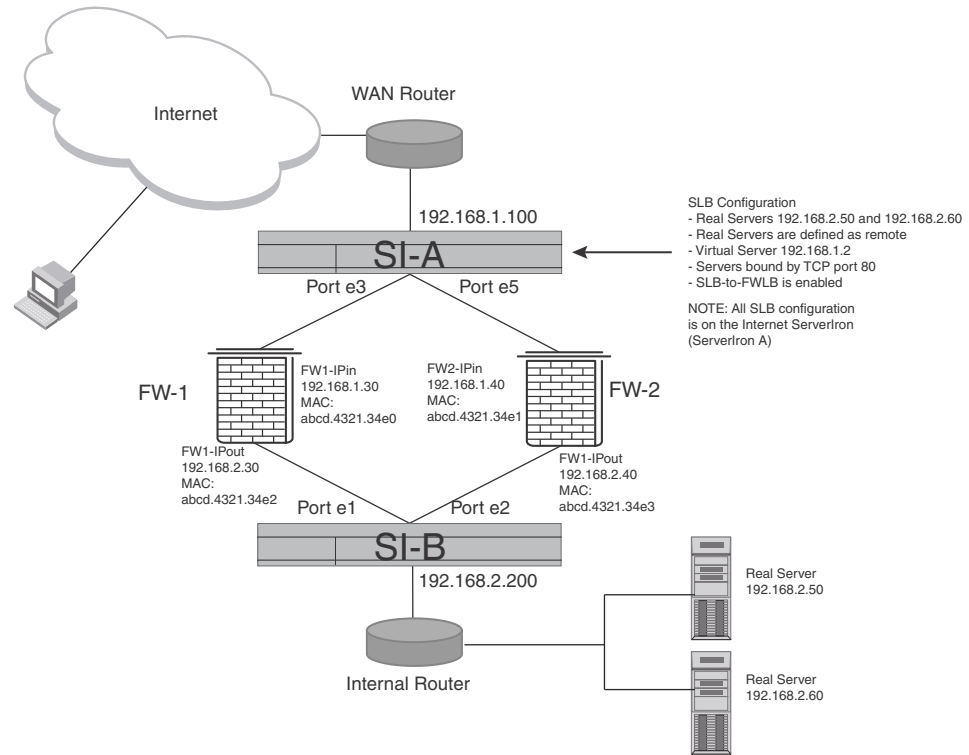 Internet
WAN Router
192.168.1.100
SI-A
Port e3
Port e5
SLB Configuration
- Real Servers 192.168.2.50 and 192.168.2.60
- Real Servers are defined as remote
- Virtual Server 192.168.1.2
- Servers bound by TCP port 80
- SLB-to-FWLB is enabled
NOTE: All SLB configuration
is on the Internet ServerIron
(ServerIron A)
FW-1
FW1-IPin
192.168.1.30
MAC:
abcd.4321.34e0
FW2-IPin
192.168.1.40
MAC:
abcd.4321.34e1
FW-2
FW1-IPout
192.168.2.30
MAC:
abcd.4321.34e2
FW1-IPout
192.168.2.40
MAC:
abcd.4321.34e3
Port e1
Port e2
SI-B
192.168.2.200
Internal Router
Real Server
192.168.2.50
Real Server
192.168.2.60